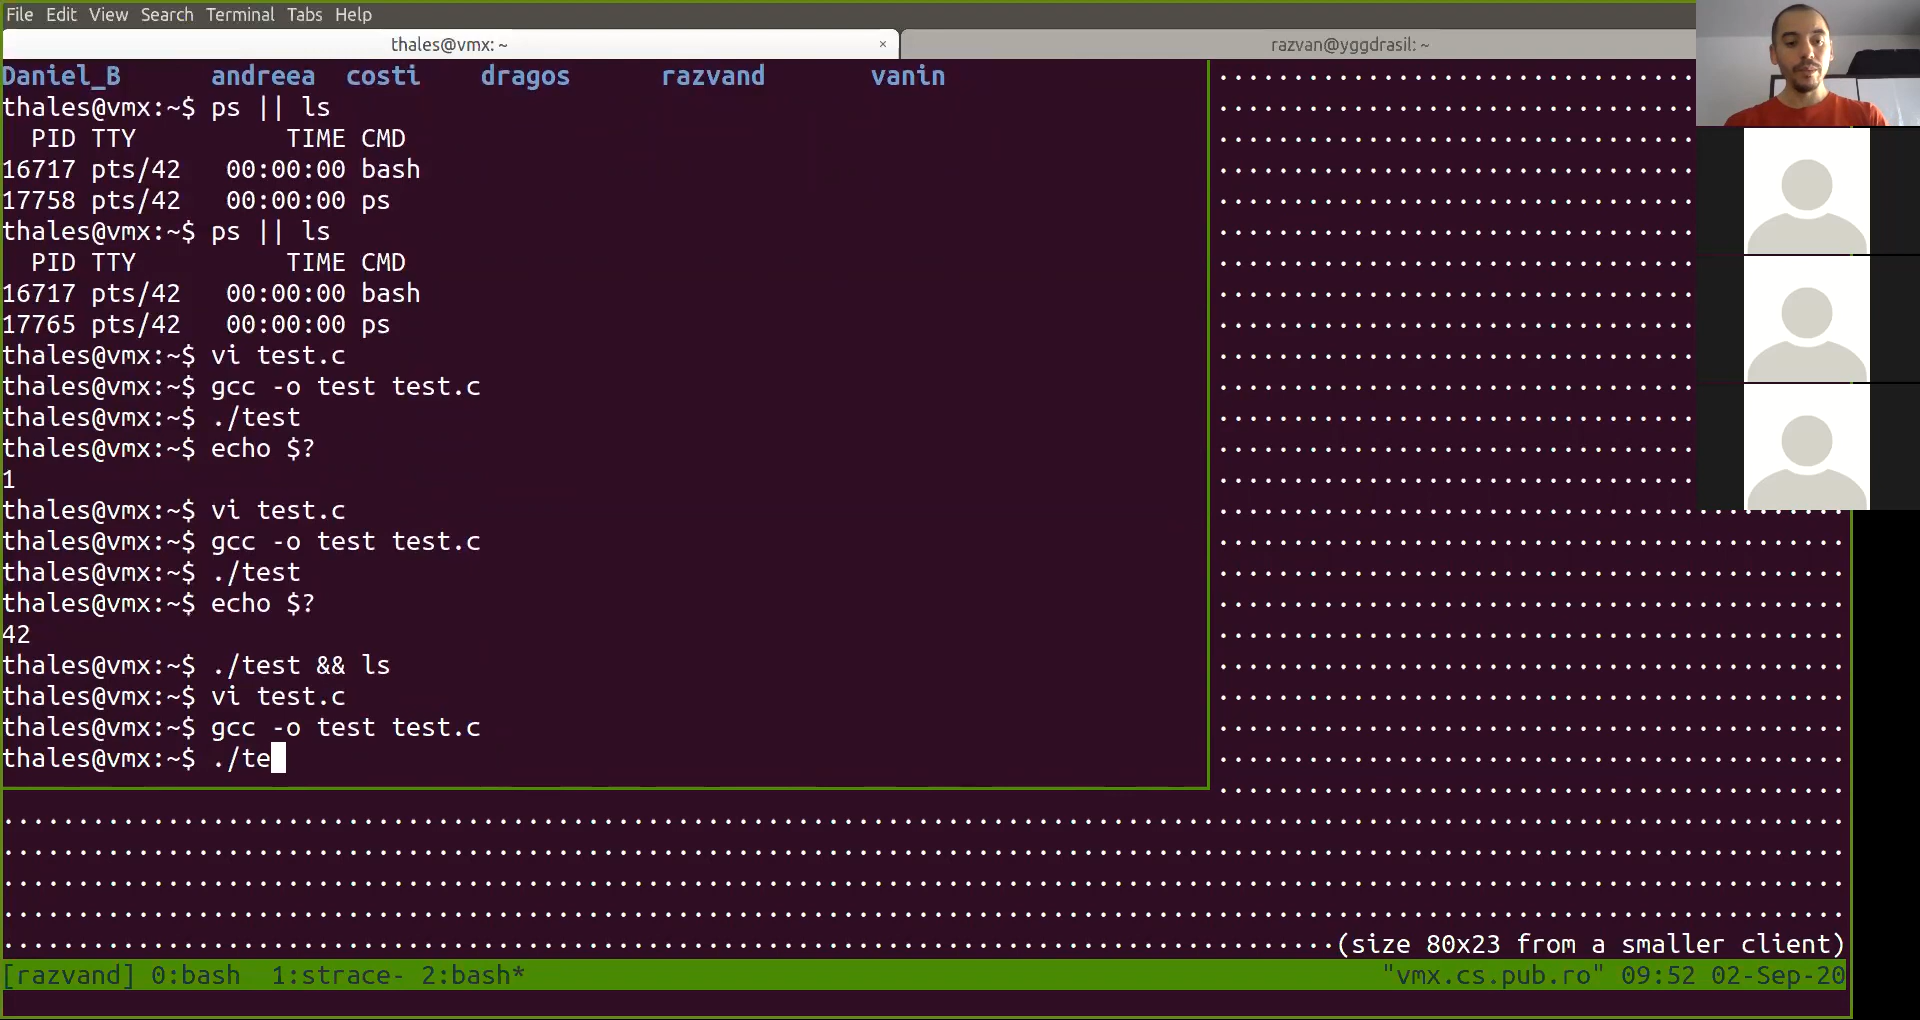 File Edit View Search Terminal Tabs Help
thales@vmx: ~ × razvan@yggdrasil: ~
Daniel_B andreea costi dragos razvand vanin
thales@vmx:~$ ps || ls
PID TTY TIME CMD
16717 pts/42 00:00:00 bash
17758 pts/42 00:00:00 ps
thales@vmx:~$ ps || ls
PID TTY TIME CMD
16717 pts/42 00:00:00 bash
17765 pts/42 00:00:00 ps
thales@vmx:~$ vi test.c
thales@vmx:~$ gcc -o test test.c
thales@vmx:~$ ./test
thales@vmx:~$ echo $?
1
thales@vmx:~$ vi test.c
thales@vmx:~$ gcc -o test test.c
thales@vmx:~$ ./test
thales@vmx:~$ echo $?
42
thales@vmx:~$ ./test && ls
thales@vmx:~$ vi test.c
thales@vmx:~$ gcc -o test test.c
thales@vmx:~$ ./te
(size 80x23 from a smaller client)
[razvand] 0:bash 1:strace- 2:bash* "vmx.cs.pub.ro" 09:52 02-Sep-20